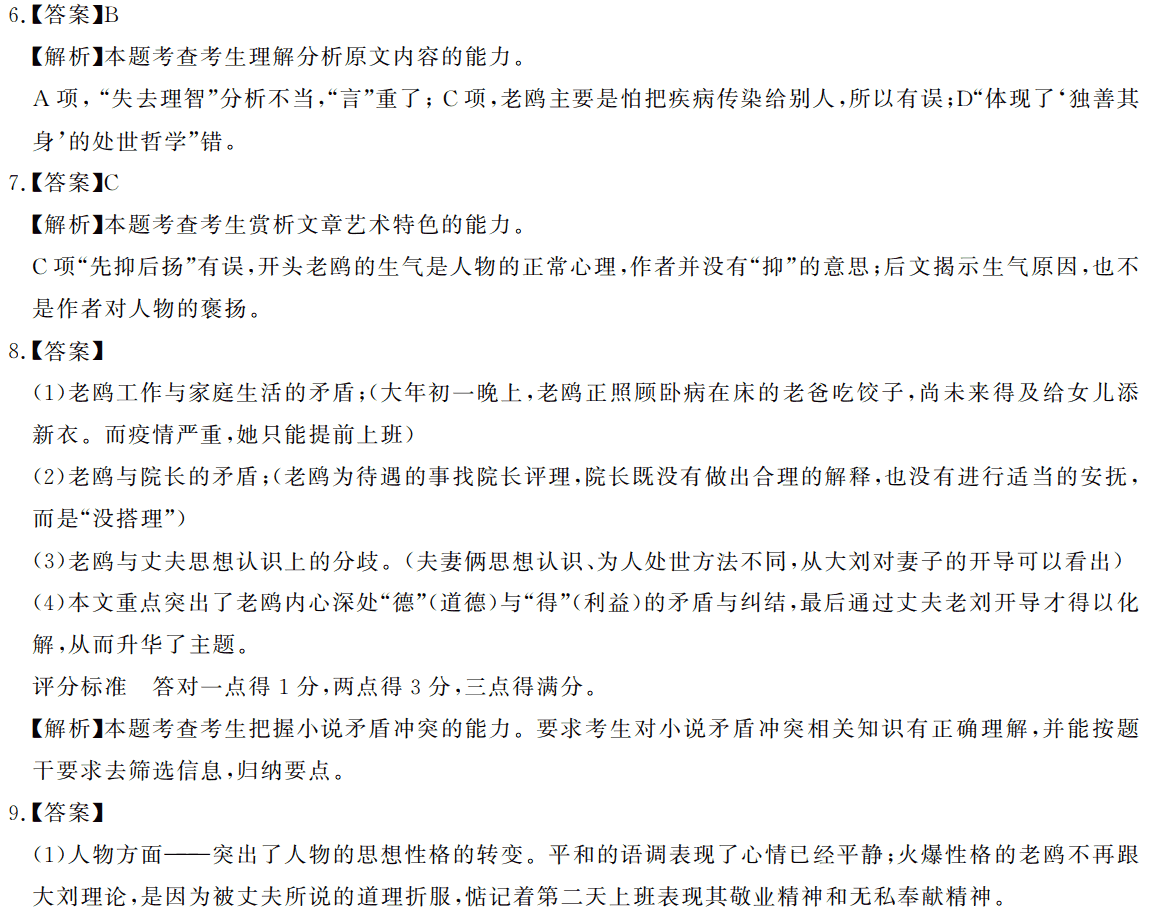 6.【答案】B
【解析】本题考查考生理解分析原文内容的能力。
A 项，“失去理智”分析不当，“言”重了；C 项，老鸥主要是怕把疾病传染给别人，所以有误；D“体现了‘独善其
身’的处世哲学”错。
7.【答案】C
【解析】本题考查考生赏析文章艺术特色的能力。
C 项“先抑后扬”有误，开头老鸥的生气是人物的正常心理，作者并没有“抑”的意思；后文揭示生气原因，也不
是作者对人物的褒扬。
8.【答案】
(1)老鸥工作与家庭生活的矛盾；(大年初一晚上，老鸥正照顾卧病在床的老爸吃饺子，尚未来得及给女儿添
新衣。而疫情严重，她只能提前上班)
(2)老鸥与院长的矛盾；(老鸥为待遇的事找院长评理，院长既没有做出合理的解释，也没有进行适当的安抚，
而是“没搭理”)
(3)老鸥与丈夫思想认识上的分歧。(夫妻俩思想认识、为人处世方法不同，从大刘对妻子的开导可以看出)
(4)本文重点突出了老鸥内心深处“德”(道德)与“得”(利益)的矛盾与纠结，最后通过丈夫老刘开导才得以化
解，从而升华了主题。
评分标准　答对一点得 1 分，两点得 3 分，三点得满分。
【解析】本题考查考生把握小说矛盾冲突的能力。要求考生对小说矛盾冲突相关知识有正确理解，并能按题
干要求去筛选信息，归纳要点。
9.【答案】
(1)人物方面——突出了人物的思想性格的转变。平和的语调表现了心情已经平静；火爆性格的老鸥不再跟
大刘理论，是因为被丈夫所说的道理折服，惦记着第二天上班表现其敬业精神和无私奉献精神。